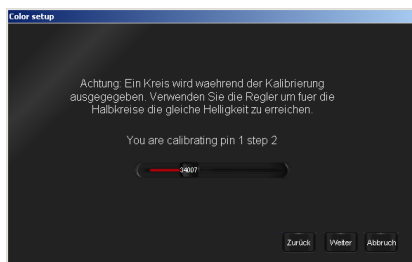 Color setup
Achtung: Ein Kreis wird waehrend der Kalibrierung
ausgegegeben. Verwenden Sie die Regler um fuer die
Halbkreise die gleiche Helligkeit zu erreichen.
You are calibrating pin 1 step 2
34007
Zurück Weiter Abbruch